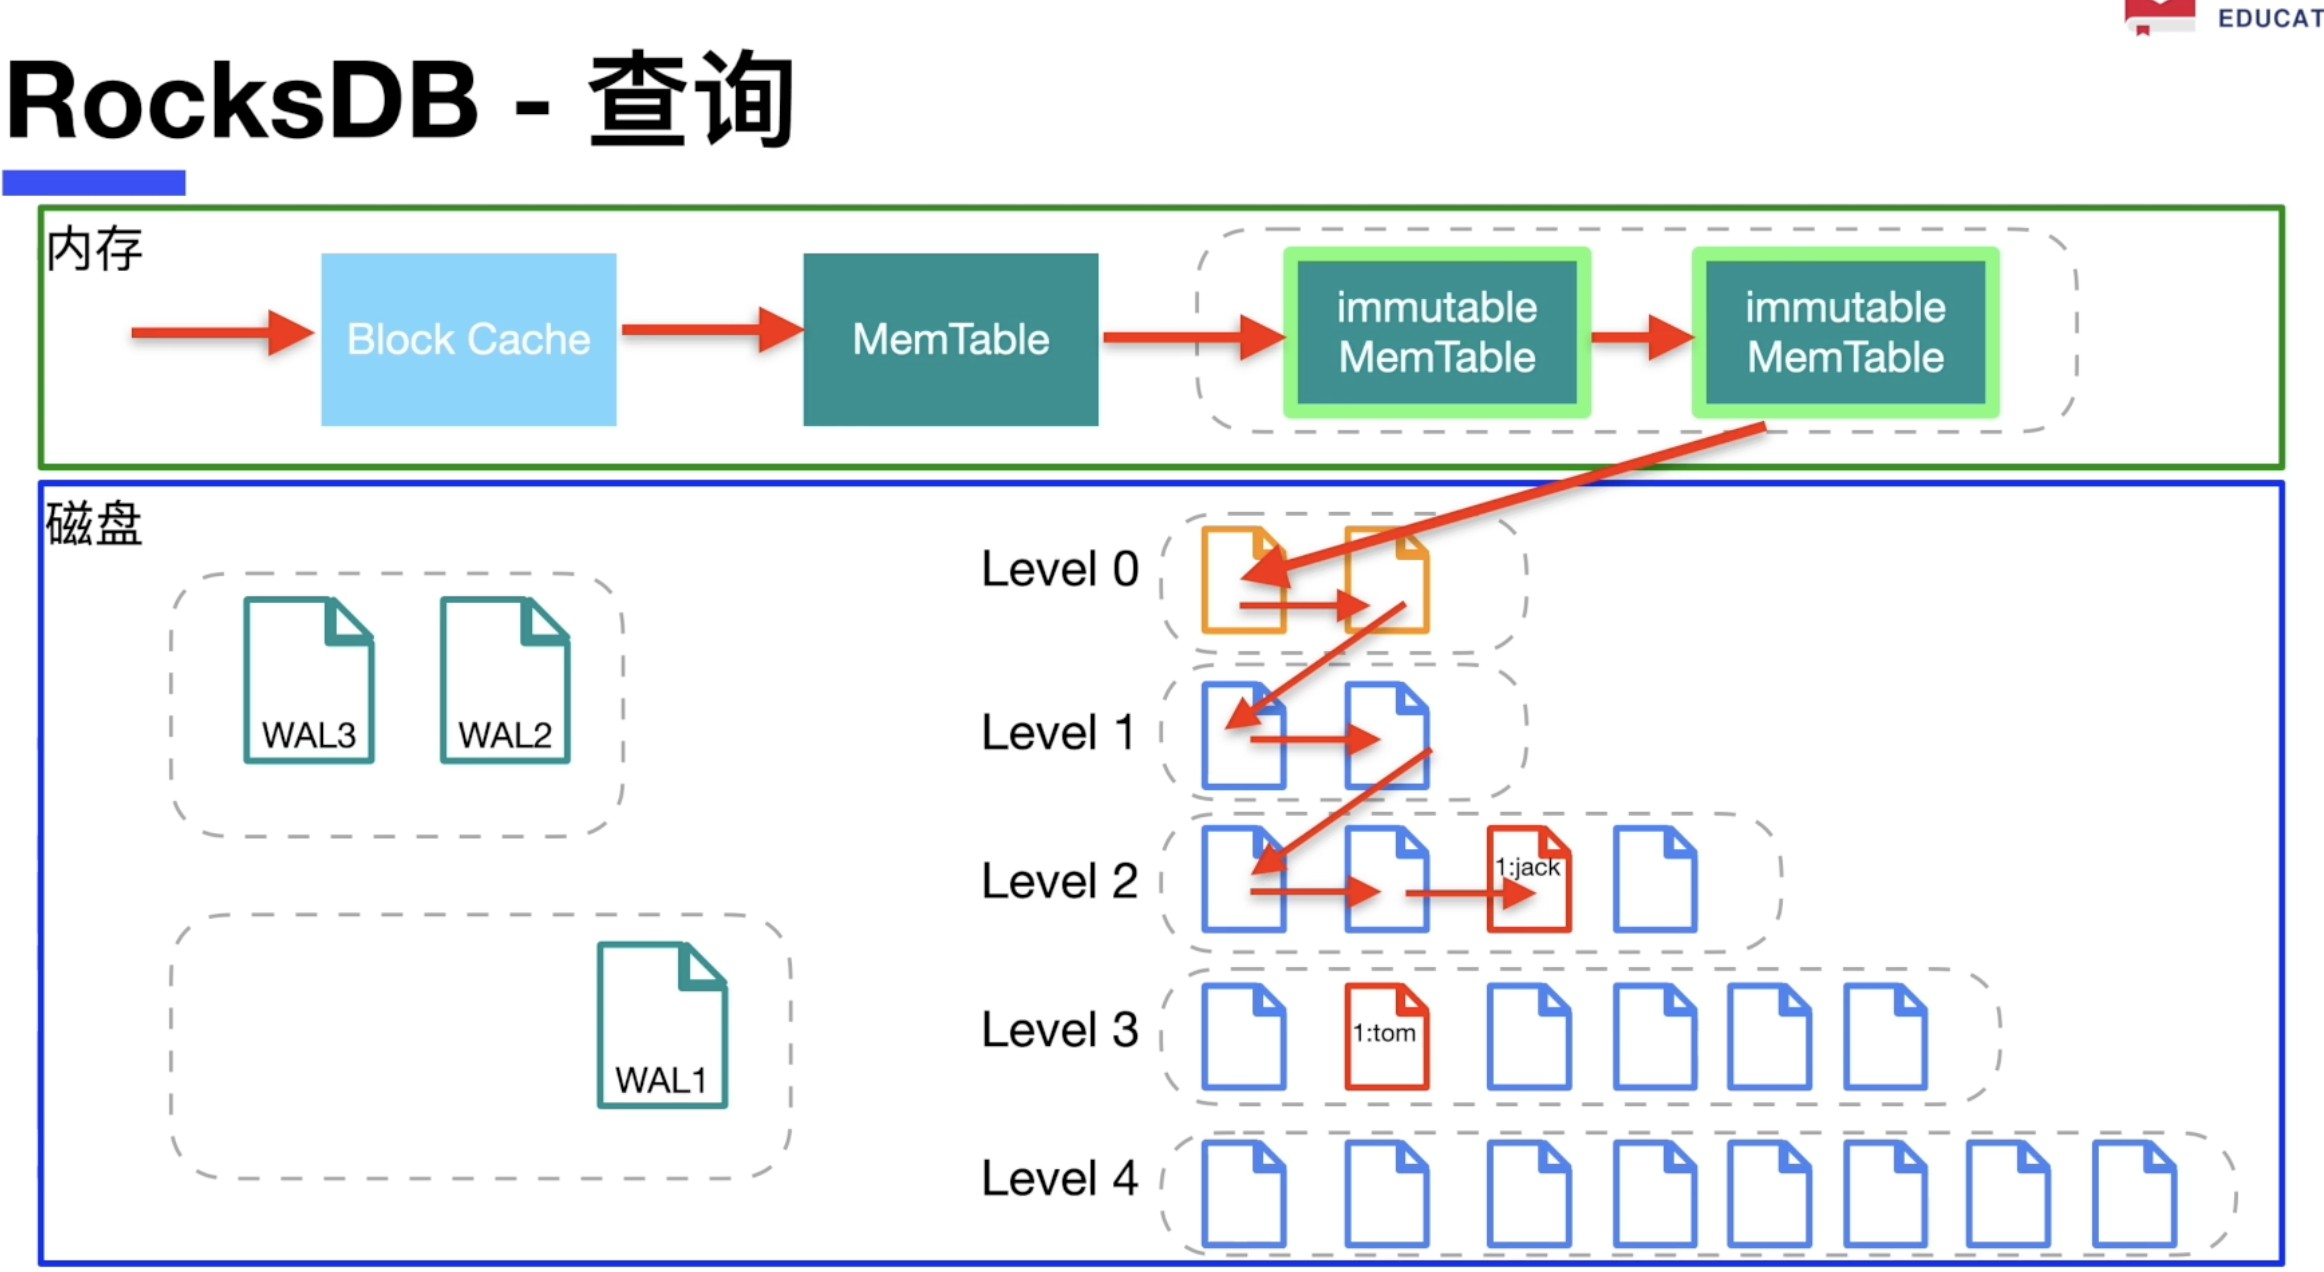 EDUCAT
RocksDB - 查询
内存
Block Cache
MemTable
immutable
MemTable
immutable
MemTable
磁盘
WAL3
WAL2
WAL1
Level 0
Level 1
Level 2
1:jack
Level 3
1:tom
Level 4